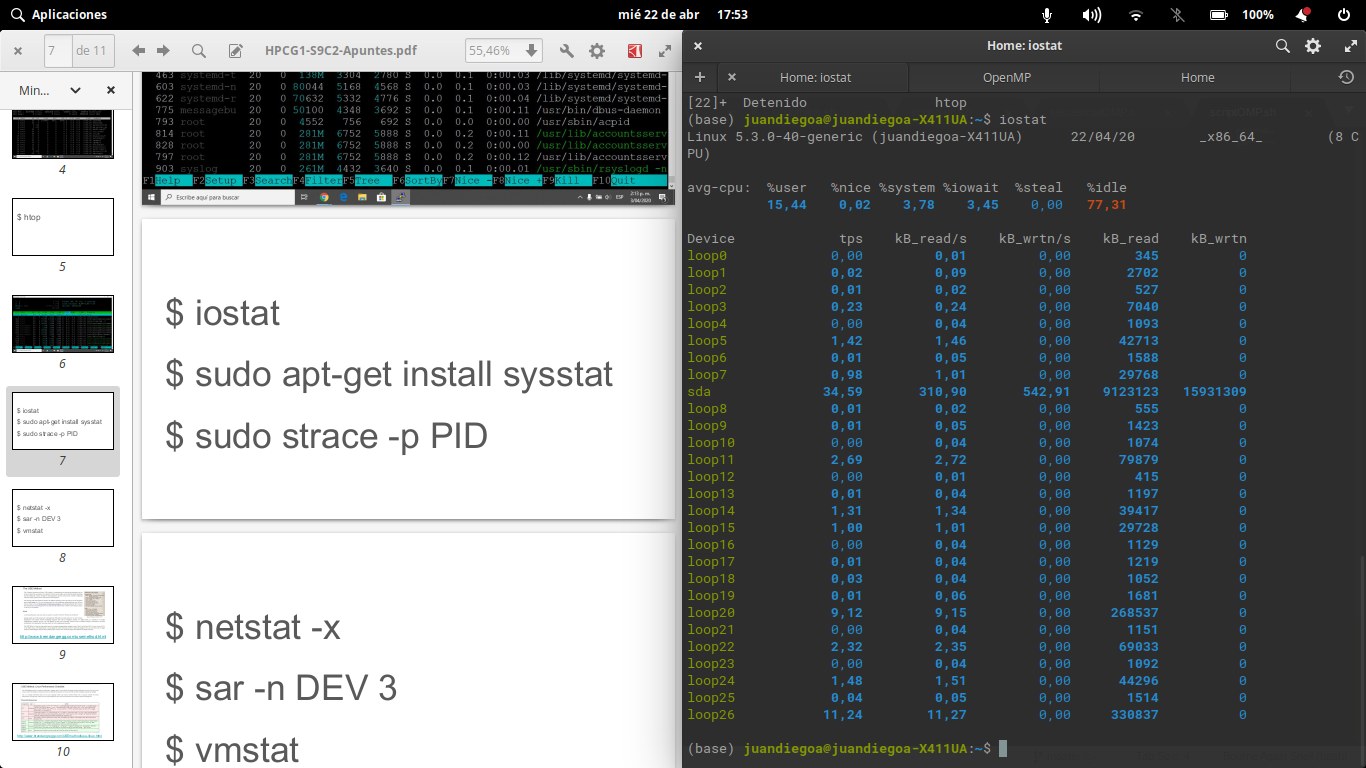 Aplicaciones
mié 22 de abr 17:53
100%
7 de 11
HPCG1-S9C2-Apuntes.pdf
55,46%
Min...
4
$ htop
5
6
$ iostat
$ sudo apt-get install sysstat
$ sudo strace -p PID
7
$ netstat -x
$ sar -n DEV 3
$ vmstat
8
9
10
463 systemd-t 20 0 138M 3304 2780 S 0.0 0.1 0:00.03 /lib/systemd/systemd-
603 systemd-n 20 0 80044 5168 4568 S 0.0 0.1 0:00.03 /lib/systemd/systemd-
622 systemd-r 20 0 70632 5332 4776 S 0.0 0.1 0:00.04 /lib/systemd/systemd-
775 messagebu 20 0 50100 4348 3692 S 0.0 0.1 0:00.11 /usr/bin/dbus-daemon
793 root 20 0 4552 756 692 S 0.0 0.0 0:00.00 /usr/sbin/acpid
814 root 20 0 281M 6752 5888 S 0.0 0.2 0:00.11 /usr/lib/accountsserv
828 root 20 0 281M 6752 5888 S 0.0 0.2 0:00.00 /usr/lib/accountsserv
797 root 20 0 281M 6752 5888 S 0.0 0.2 0:00.12 /usr/lib/accountsserv
903 syslog 20 0 261M 4432 3640 S 0.0 0.1 0:00.01 /usr/sbin/rsyslogd -n
F1Help F2Setup F3SearchF4FilterF5Tree F6SortByF7Nice -F8Nice +F9Kill F10Quit
Escribe aquí para buscar
ESP
$ iostat
$ sudo apt-get install sysstat
$ sudo strace -p PID
$ netstat -x
$ sar -n DEV 3
$ vmstat
Home: iostat
Home: iostat OpenMP Home
[22]+ Detenido htop
(base) juandiegoa@juandiegoa-X411UA:~$ iostat
Linux 5.3.0-40-generic (juandiegoa-X411UA) 22/04/20 _x86_64_ (8 C
PU)
avg-cpu: %user %nice %system %iowait %steal %idle
15,44 0,02 3,78 3,45 0,00 77,31
Device tps kB_read/s kB_wrtn/s kB_read kB_wrtn
loop0 0,00 0,01 0,00 345 0
loop1 0,02 0,09 0,00 2702 0
loop2 0,01 0,02 0,00 527 0
loop3 0,23 0,24 0,00 7040 0
loop4 0,00 0,04 0,00 1093 0
loop5 1,42 1,46 0,00 42713 0
loop6 0,01 0,05 0,00 1588 0
loop7 0,98 1,01 0,00 29768 0
sda 34,59 310,90 542,91 9123123 15931309
loop8 0,01 0,02 0,00 555 0
loop9 0,01 0,05 0,00 1423 0
loop10 0,00 0,04 0,00 1074 0
loop11 2,69 2,72 0,00 79879 0
loop12 0,00 0,01 0,00 415 0
loop13 0,01 0,04 0,00 1197 0
loop14 1,31 1,34 0,00 39417 0
loop15 1,00 1,01 0,00 29728 0
loop16 0,00 0,04 0,00 1129 0
loop17 0,01 0,04 0,00 1219 0
loop18 0,03 0,04 0,00 1052 0
loop19 0,01 0,06 0,00 1681 0
loop20 9,12 9,15 0,00 268537 0
loop21 0,00 0,04 0,00 1151 0
loop22 2,32 2,35 0,00 69033 0
loop23 0,00 0,04 0,00 1092 0
loop24 1,48 1,51 0,00 44296 0
loop25 0,04 0,05 0,00 1514 0
loop26 11,24 11,27 0,00 330837 0
(base) juandiegoa@juandiegoa-X411UA:~$